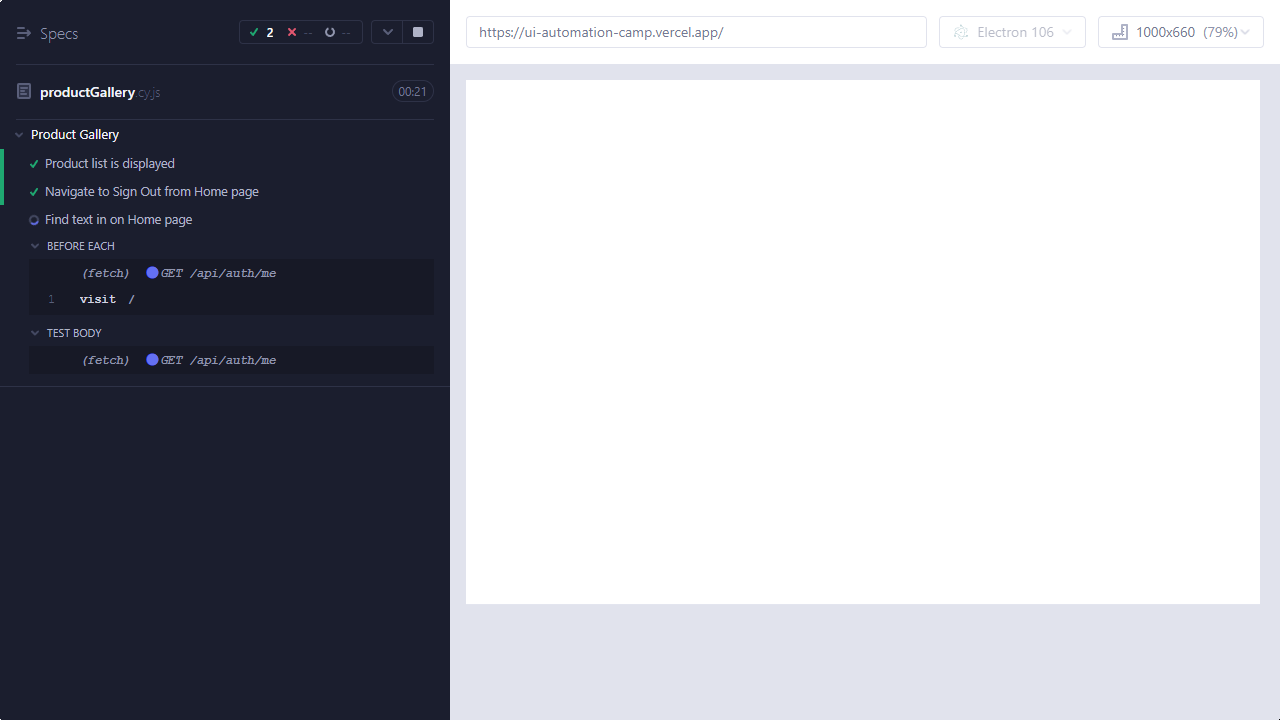 Specs
2 -- --
https://ui-automation-camp.vercel.app/
Electron 106
1000x660 (79%)
productGallery.cy.js
00:21
Product Gallery
Product list is displayed
Navigate to Sign Out from Home page
Find text in on Home page
BEFORE EACH
(fetch) GET /api/auth/me
1 visit /
TEST BODY
(fetch) GET /api/auth/me